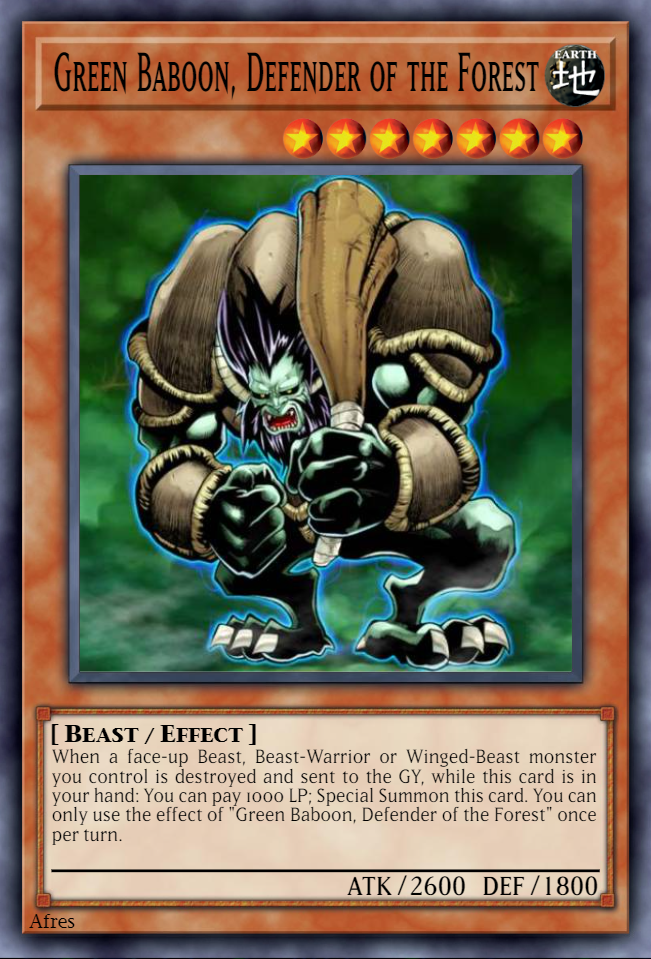 Green Baboon, Defender of the Forest
EARTH
地
[ Beast / Effect ]
When a face-up Beast, Beast-Warrior or Winged-Beast monster
you control is destroyed and sent to the GY, while this card is in
your hand: You can pay 1000 LP; Special Summon this card. You can
only use the effect of "Green Baboon, Defender of the Forest" once
per turn.
ATK / 2600 DEF / 1800
Afres